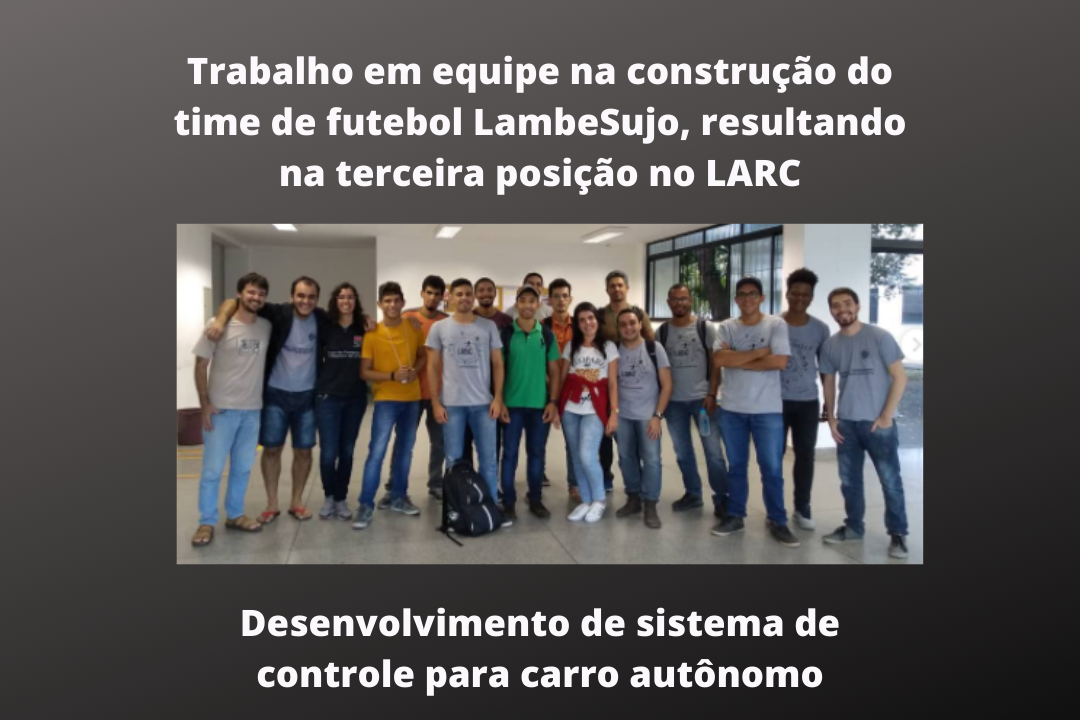 Trabalho em equipe na construção do
time de futebol LambeSujo, resultando
na terceira posição no LARC
LARC
Desenvolvimento de sistema de
controle para carro autônomo